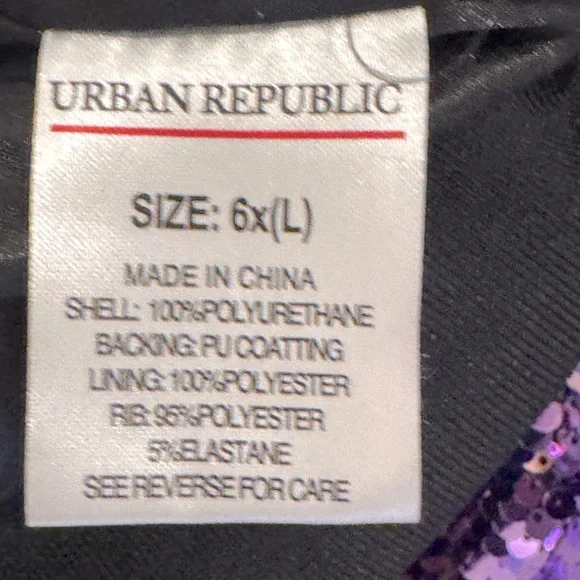 URBAN REPUBLIC
SIZE: 6x(L)
MADE IN CHINA
SHELL: 100%POLYURETHANE
BACKING:PU COATTING
LINING:100%POLYESTER
RIB:95%POLYESTER
5%ELASTANE
SEE REVERSE FOR CARE